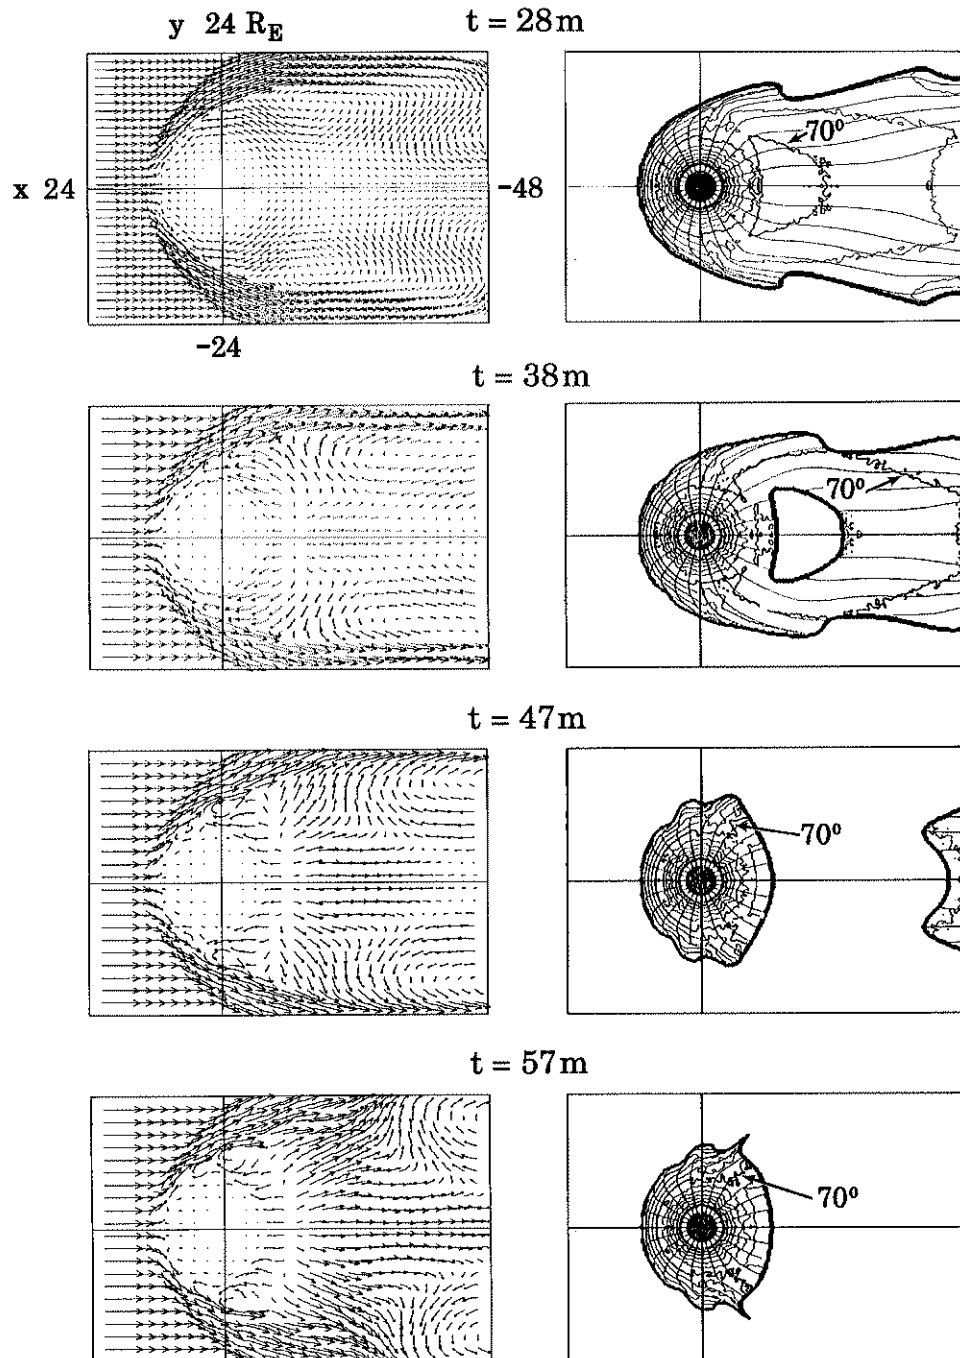 y 24 R_E
t = 28m
x 24
-48
-24
70°
t = 38m
70°
t = 47m
70°
t = 57m
70°